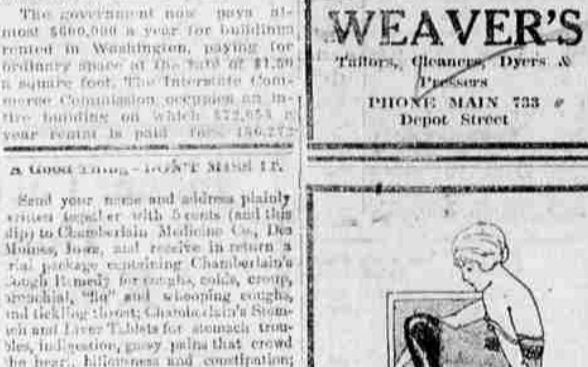 The government now pays al-
most $600,000 a year for buildings
rented in Washington, paying for
ordinary space at the rate of $1.50
a square foot. The Interstate Com-
merce Commission occupies an en-
tire building on which
year rental is paid for
A Good Thing - DON'T MISS IT.
Send your name and address plainly
written together with 5 cents (and this
slip) to Chamberlain Medicine Co., Des
Moines, Iowa, and receive in return a
trial package containing Chamberlain's
Cough Remedy for coughs, colds, croup,
bronchial, "flu" and whooping coughs,
and tickling throat; Chamberlain's Stom-
ach and Liver Tablets for stomach trou-
bles, indigestion, gassy pains that crowd
the heart, biliousness and constipation;
WEAVER'S
Tailors, Cleaners, Dyers &
Pressers
PHONE MAIN 733
Depot Street